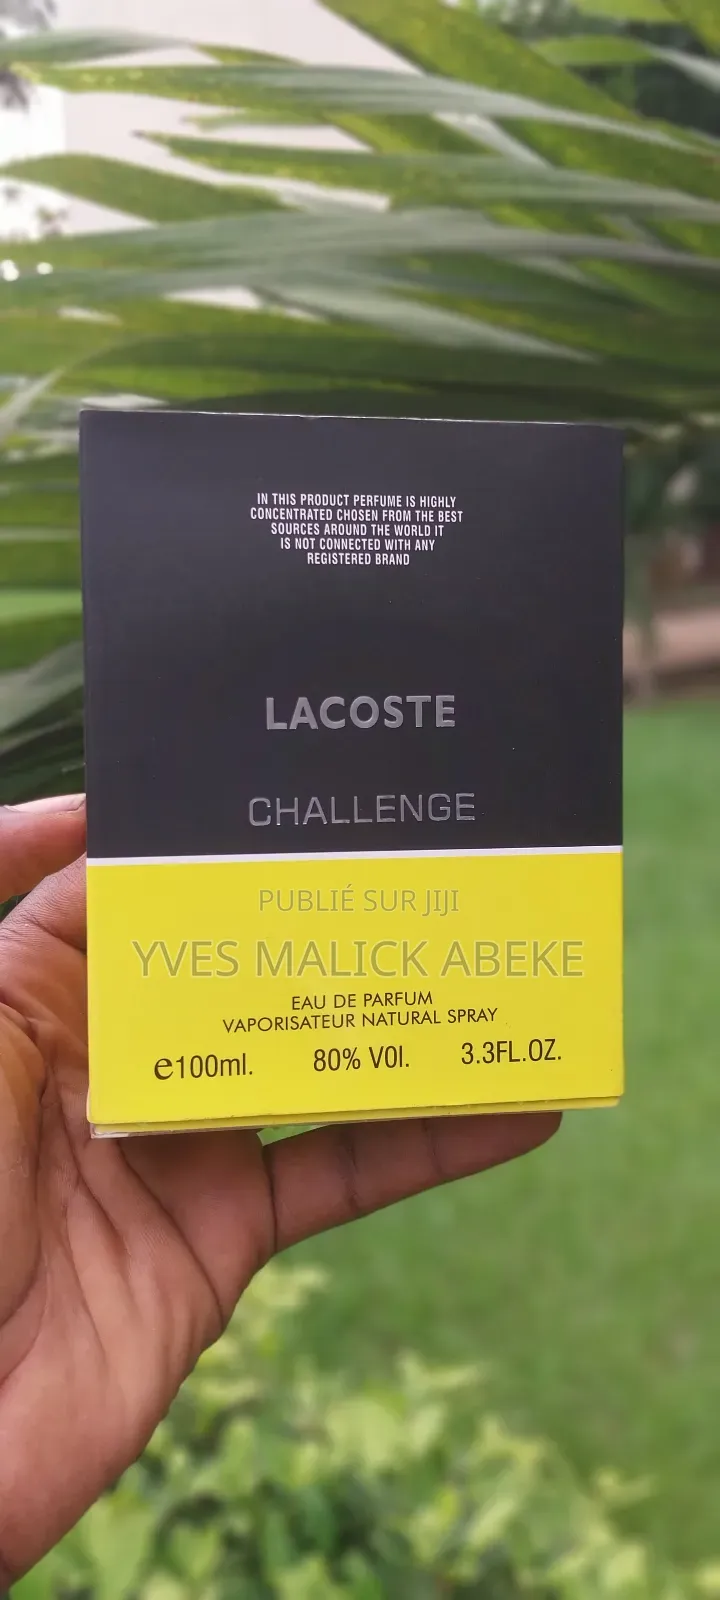 IN THIS PRODUCT PERFUME IS HIGHLY
CONCENTRATED CHOSEN FROM THE BEST
SOURCES AROUND THE WORLD IT
IS NOT CONNECTED WITH ANY
REGISTERED BRAND
LACOSTE
CHALLENGE
PUBLIÉ SUR JIJI
YVES MALICK ABEKE
EAU DE PARFUM
VAPORISATEUR NATURAL SPRAY
e100ml. 80% VOl. 3.3FL.OZ.